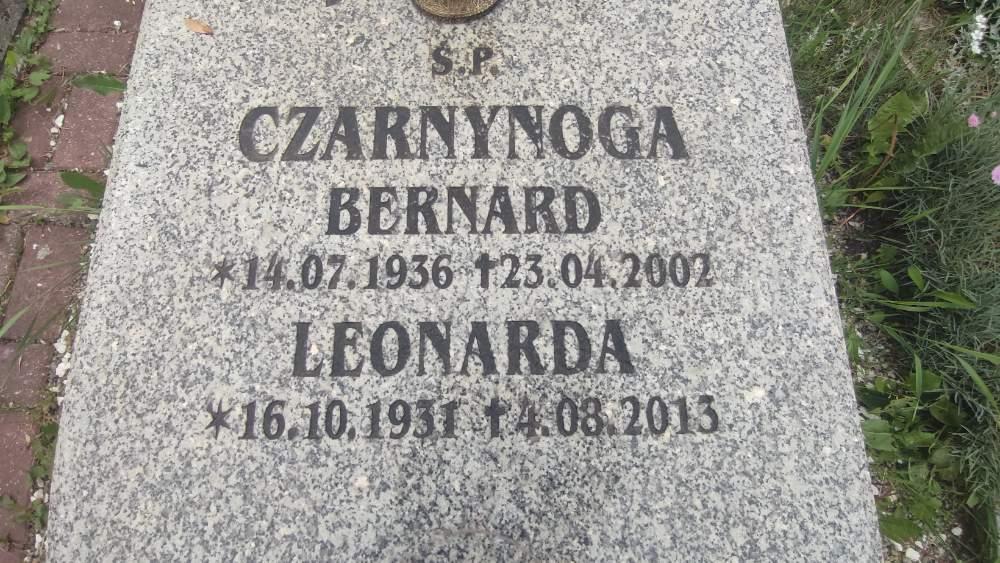 Ś.P.
CZARNYNOGA
BERNARD
*14.07.1936 †23.04.2002
LEONARDA
*16.10.1931 †4.08.2013